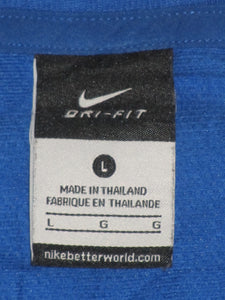 DRI-FIT
L
MADE IN THAILAND
FABRIQUE EN THAILANDE
L G G
nikebetterworld.com